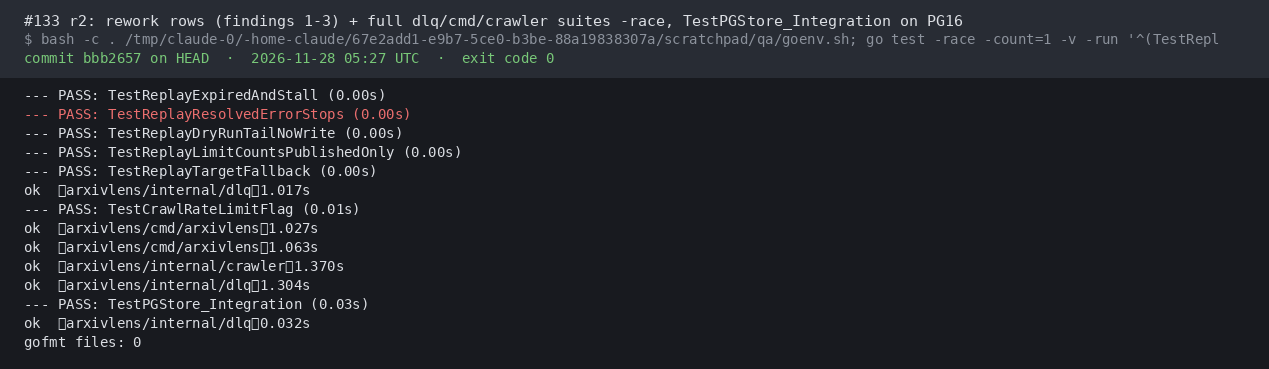 #133 r2: rework rows (findings 1-3) + full dlq/cmd/crawler suites -race, TestPGStore_Integration on PG16
$ bash -c . /tmp/claude-0/-home-claude/67e2add1-e9b7-5ce0-b3be-88a19838307a/scratchpad/qa/goenv.sh; go test -race -count=1 -v -run '^(TestRepl
commit bbb2657 on HEAD · 2026-11-28 05:27 UTC · exit code 0
--- PASS: TestReplayExpiredAndStall (0.00s)
--- PASS: TestReplayResolvedErrorStops (0.00s)
--- PASS: TestReplayDryRunTailNoWrite (0.00s)
--- PASS: TestReplayLimitCountsPublishedOnly (0.00s)
--- PASS: TestReplayTargetFallback (0.00s)
ok  □arxivlens/internal/dlq□1.017s
--- PASS: TestCrawlRateLimitFlag (0.01s)
ok  □arxivlens/cmd/arxivlens□1.027s
ok  □arxivlens/cmd/arxivlens□1.063s
ok  □arxivlens/internal/crawler□1.370s
ok  □arxivlens/internal/dlq□1.304s
--- PASS: TestPGStore_Integration (0.03s)
ok  □arxivlens/internal/dlq□0.032s
gofmt files: 0